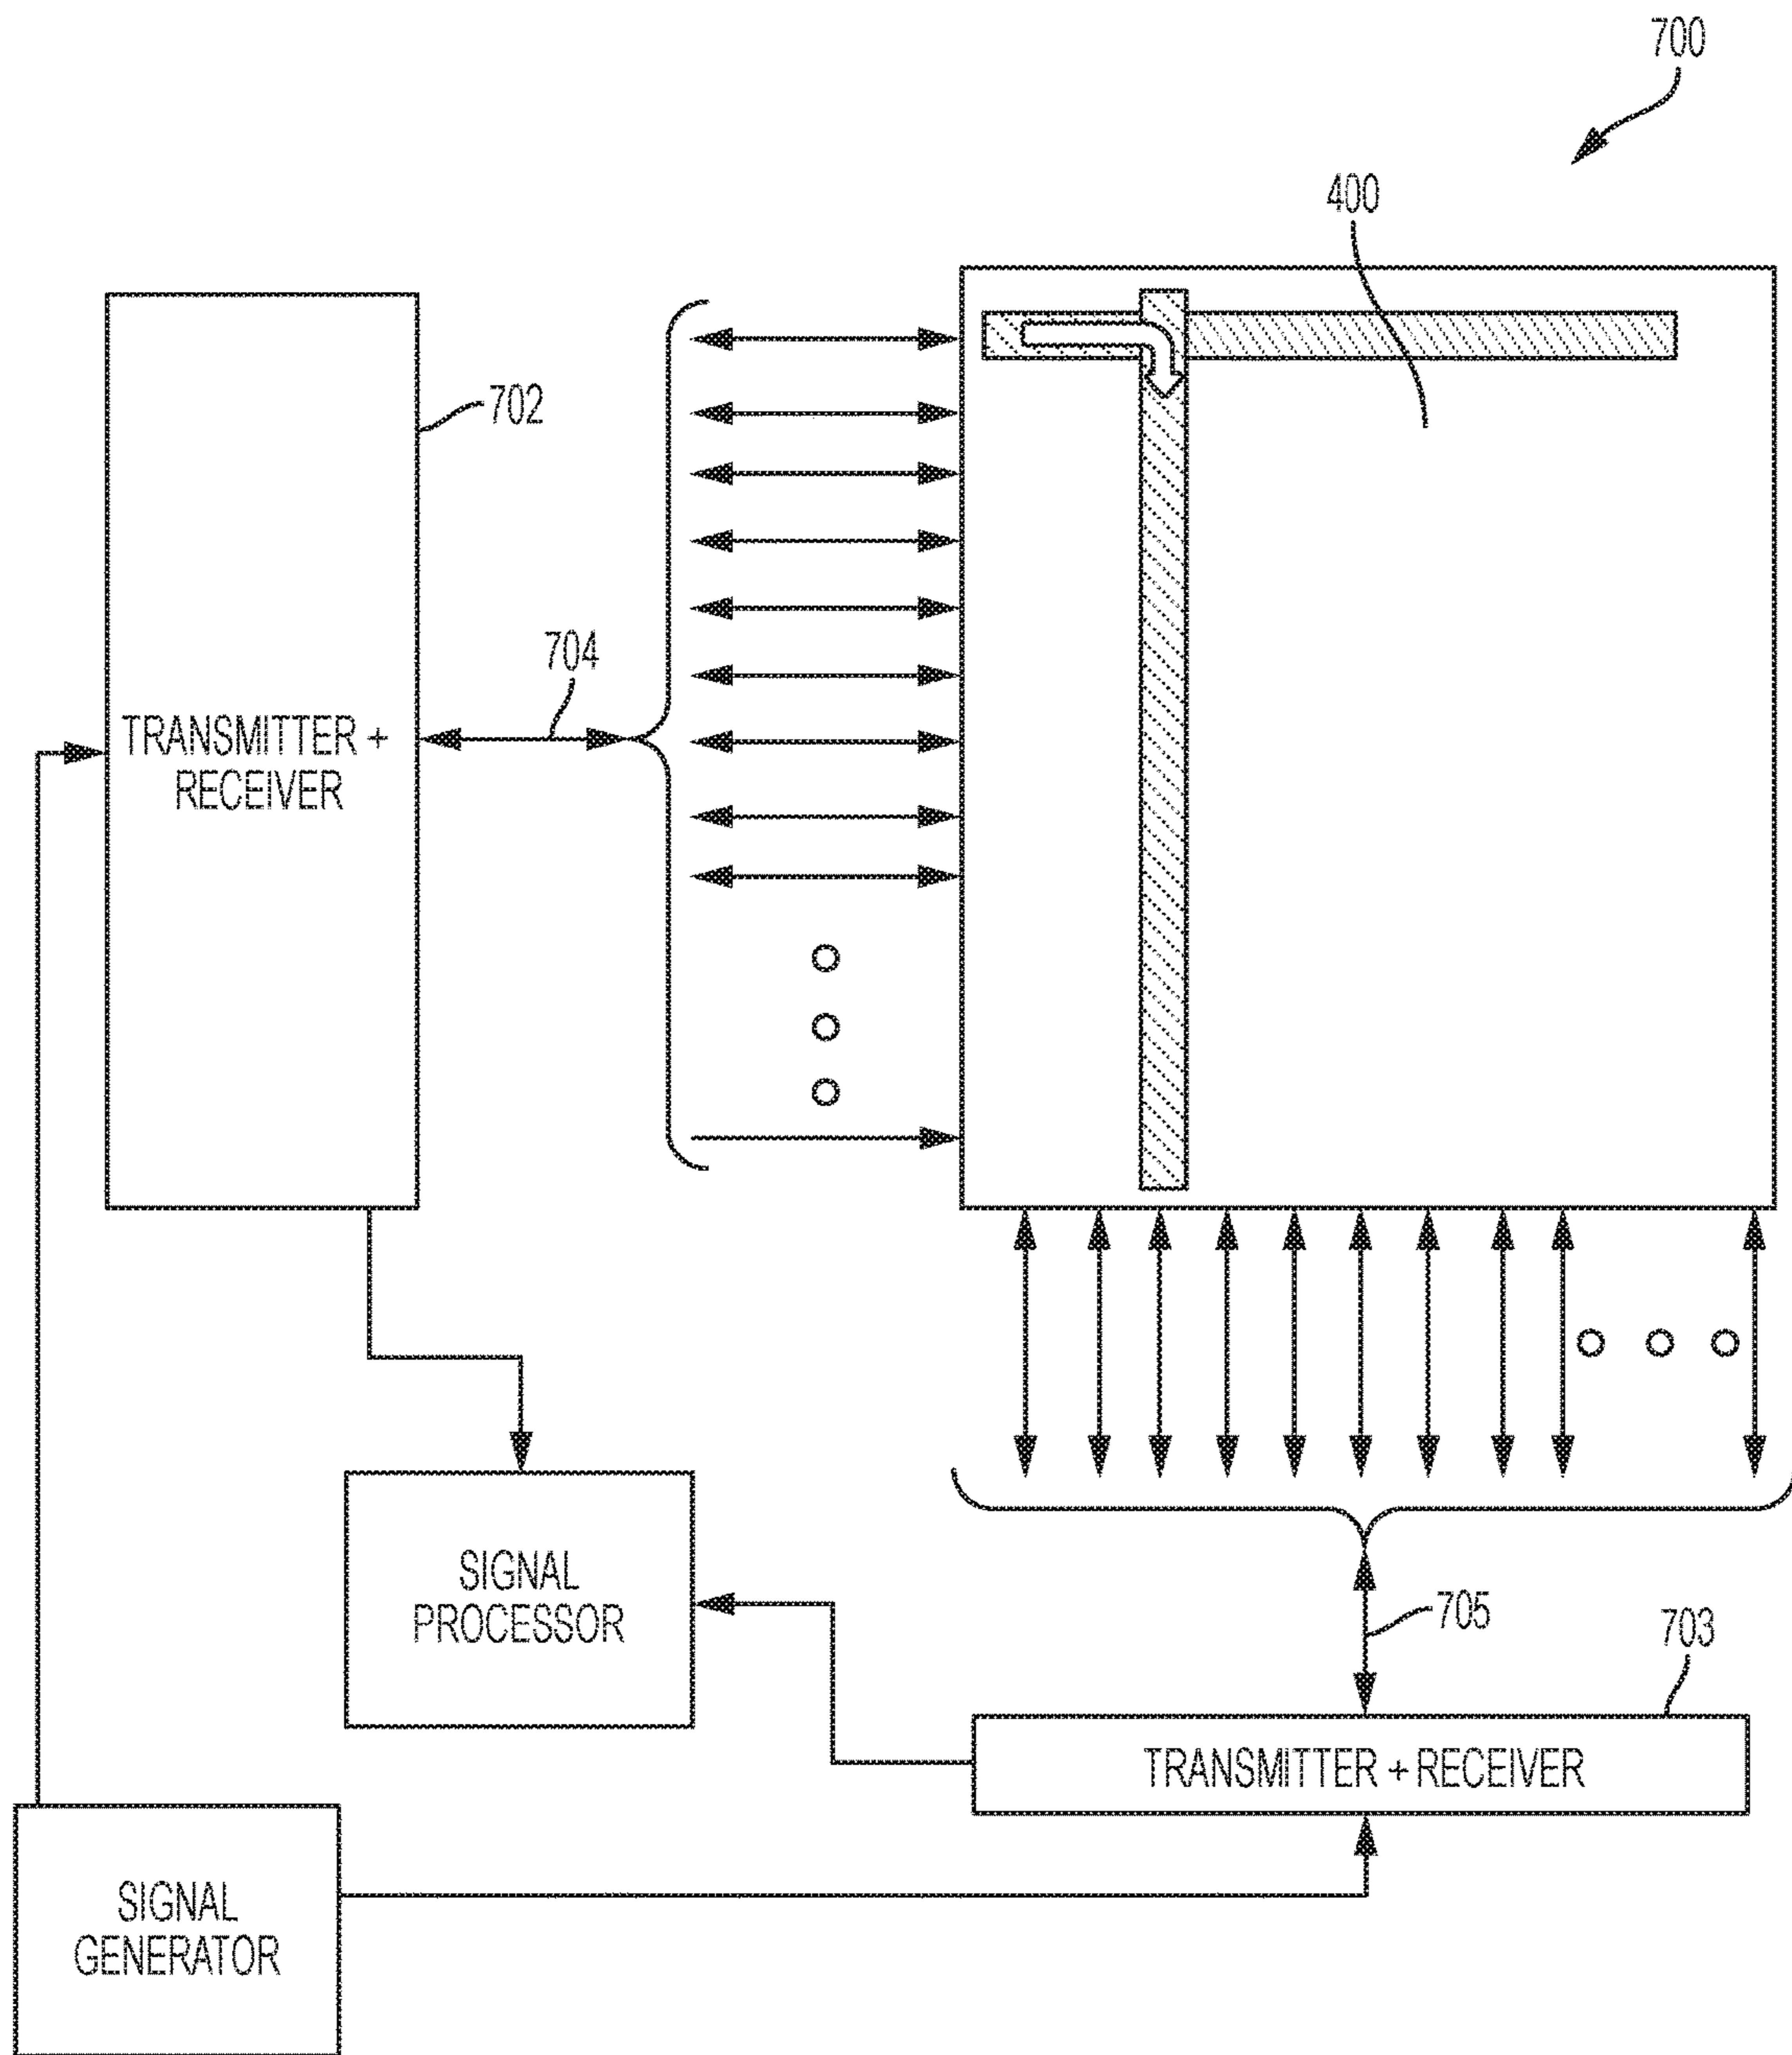 700
400
702
704
TRANSMITTER +
RECEIVER
SIGNAL
PROCESSOR
705
703
TRANSMITTER + RECEIVER
SIGNAL
GENERATOR